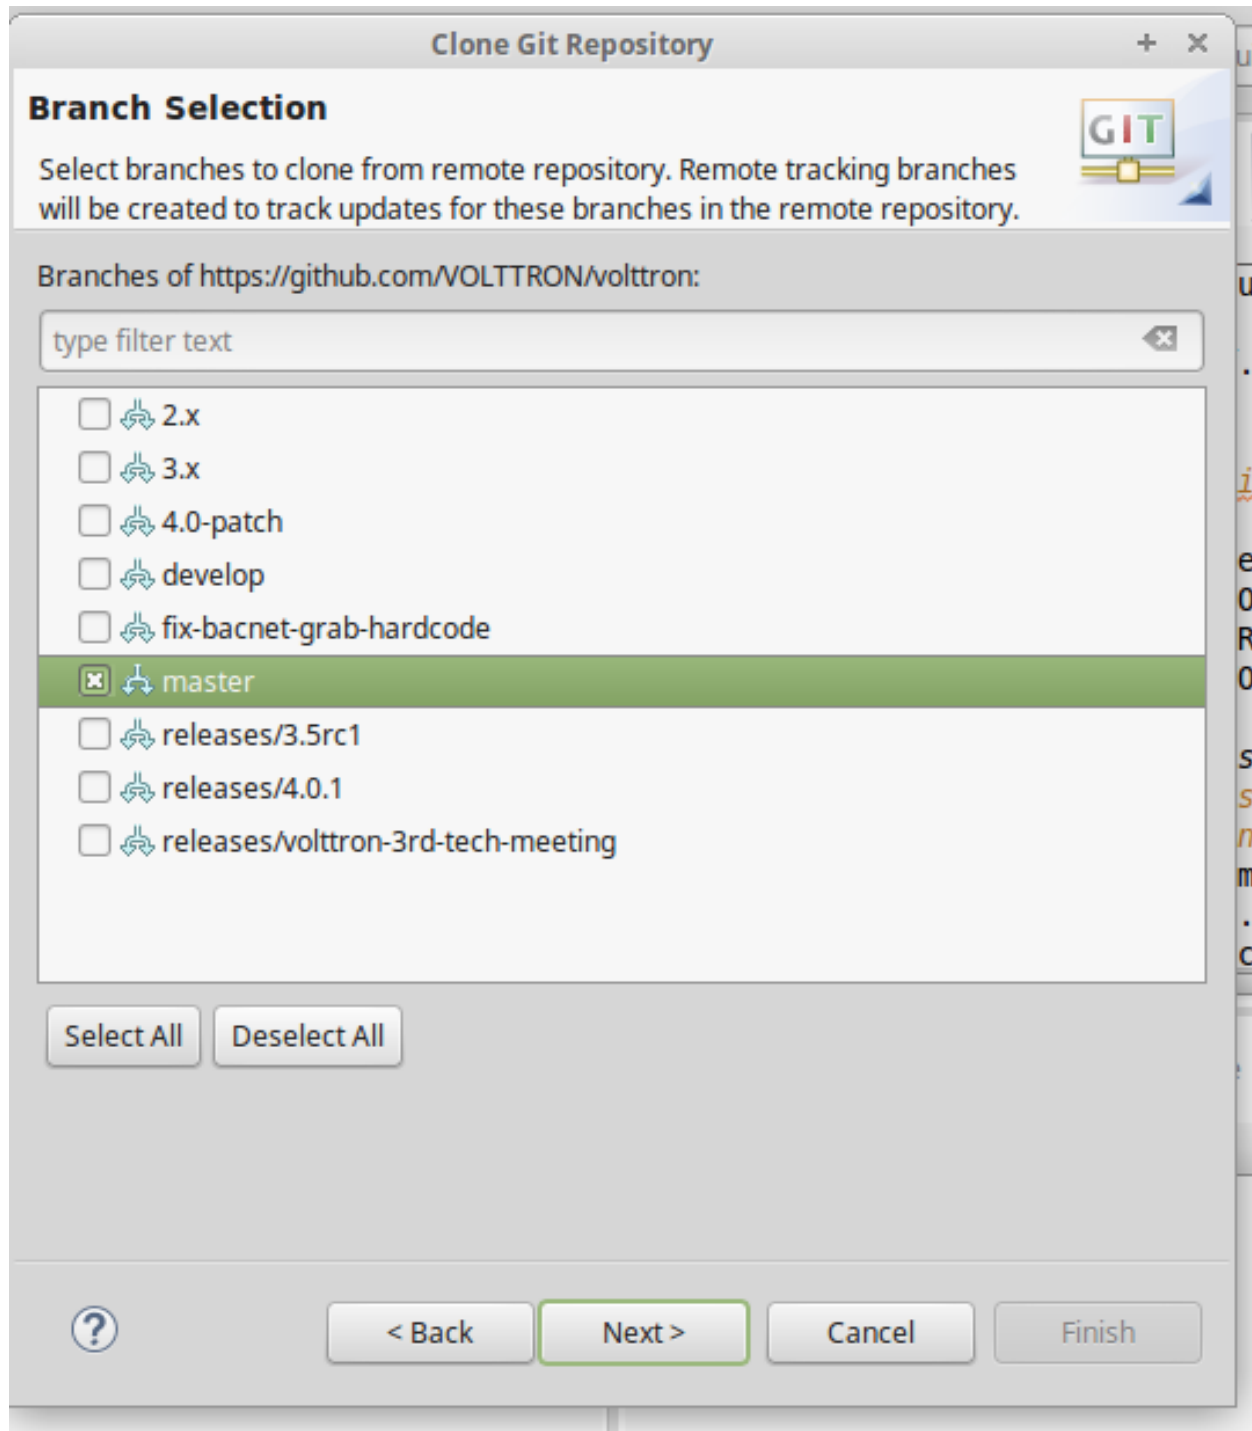 Clone Git Repository
Branch Selection
Select branches to clone from remote repository. Remote tracking branches
will be created to track updates for these branches in the remote repository.
GIT
Branches of https://github.com/VOLTTRON/volttron:
type filter text
2.x
3.x
4.0-patch
develop
fix-bacnet-grab-hardcode
master
releases/3.5rc1
releases/4.0.1
releases/volttron-3rd-tech-meeting
Select All Deselect All
? < Back Next > Cancel Finish